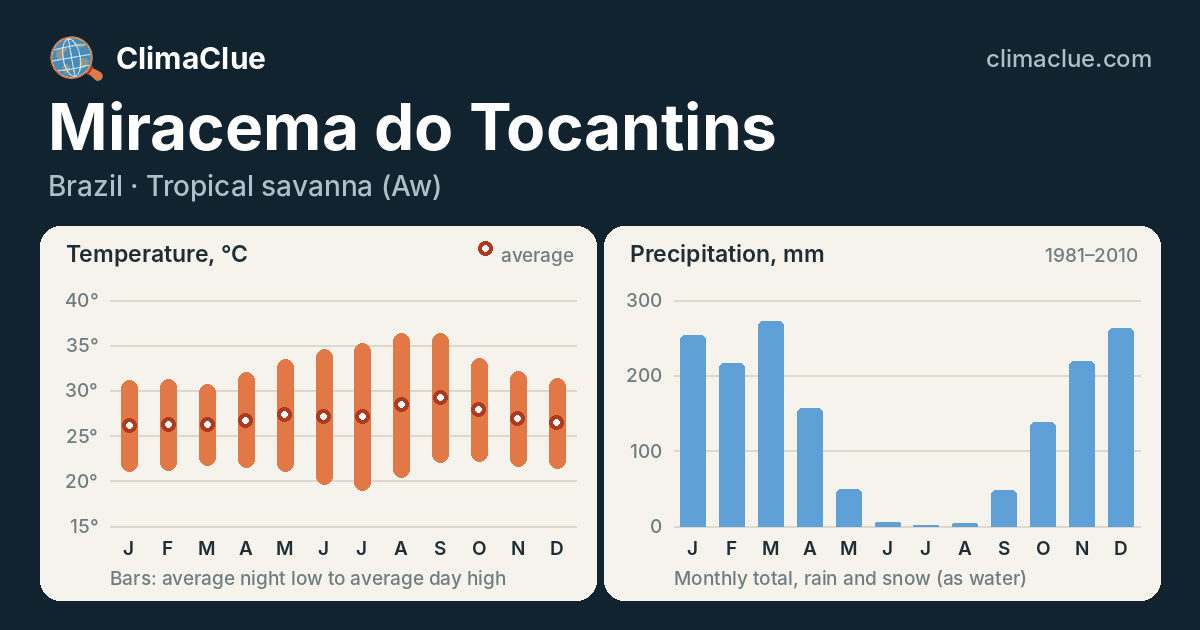 ClimaClue
climaclue.com
Miracema do Tocantins
Brazil · Tropical savanna (Aw)
Temperature, °C
average
40°
35°
30°
25°
20°
15°
J F M A M J J A S O N D
Bars: average night low to average day high
Precipitation, mm
1981–2010
300
200
100
0
J F M A M J J A S O N D
Monthly total, rain and snow (as water)